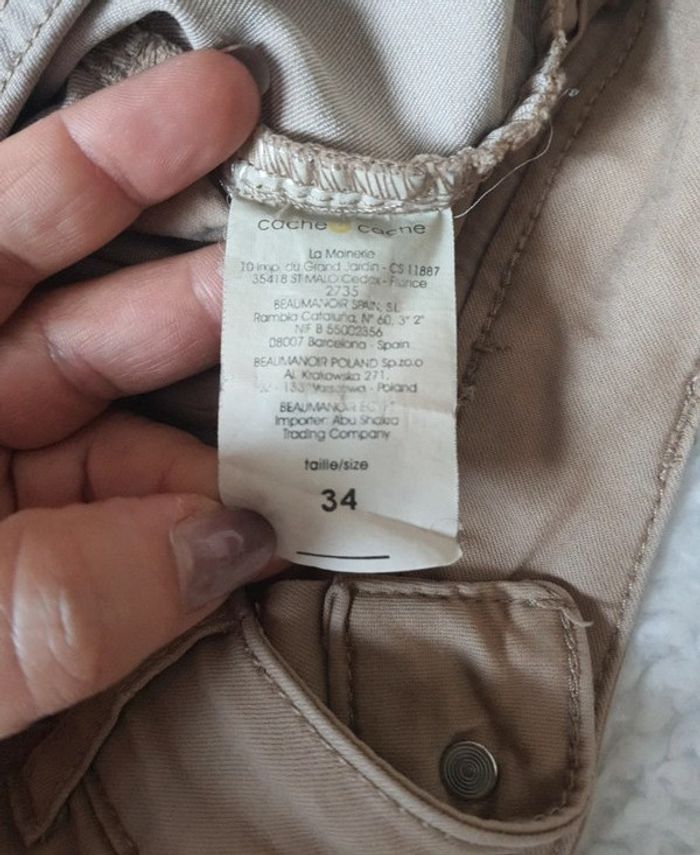 cache cache
La Moinerie
10 imp. du Grand Jardin - CS 11887
35418 ST MALO Cedex - France
2735
BEAUMANOIR SPAIN, S.L
Rambla Cataluña, Nº 60, 3º 2ª
NIF B 55002356
08007 Barcelona - Spain
BEAUMANOIR POLAND Sp.zo.o
Al. Krakowska 271,
Warszawa - Poland
BEAUMANOIR EGYPT
Importer: Abu Shakra
Trading Company
taille/size
34